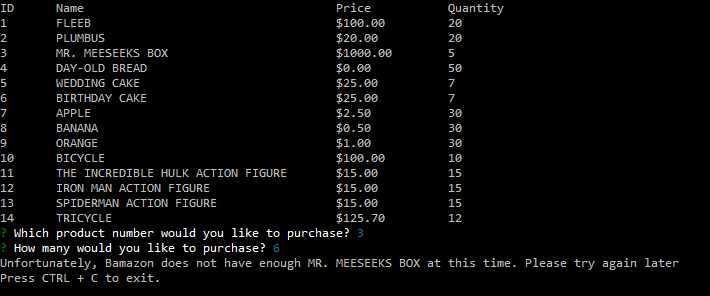 ID Name Price Quantity
1 FLEEB $100.00 20
2 PLUMBUS $20.00 20
3 MR. MEESEEKS BOX $1000.00 5
4 DAY-OLD BREAD $0.00 50
5 WEDDING CAKE $25.00 7
6 BIRTHDAY CAKE $25.00 7
7 APPLE $2.50 30
8 BANANA $0.50 30
9 ORANGE $1.00 30
10 BICYCLE $100.00 10
11 THE INCREDIBLE HULK ACTION FIGURE $15.00 15
12 IRON MAN ACTION FIGURE $15.00 15
13 SPIDERMAN ACTION FIGURE $15.00 15
14 TRICYCLE $125.70 12
? Which product number would you like to purchase? 3
? How many would you like to purchase? 6
Unfortunately, Bamazon does not have enough MR. MEESEEKS BOX at this time. Please try again later
Press CTRL + C to exit.